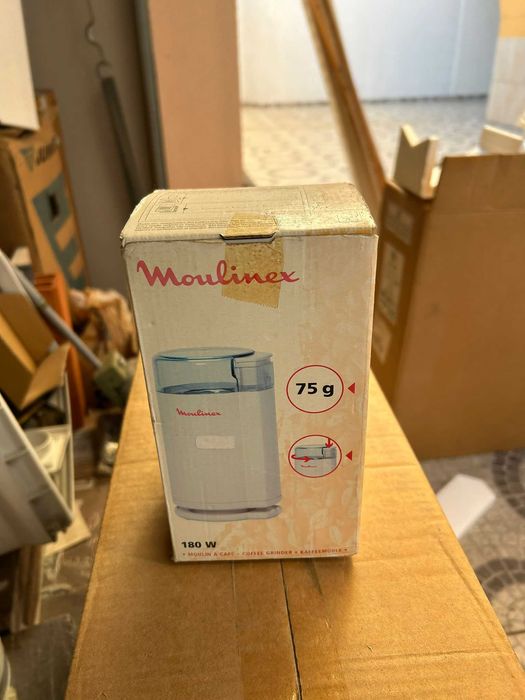 Moulinex
75 g
Moulinex
180 W
• MOULIN A CAFÉ • COFFEE GRINDER • KAFFEEMÜHLE •